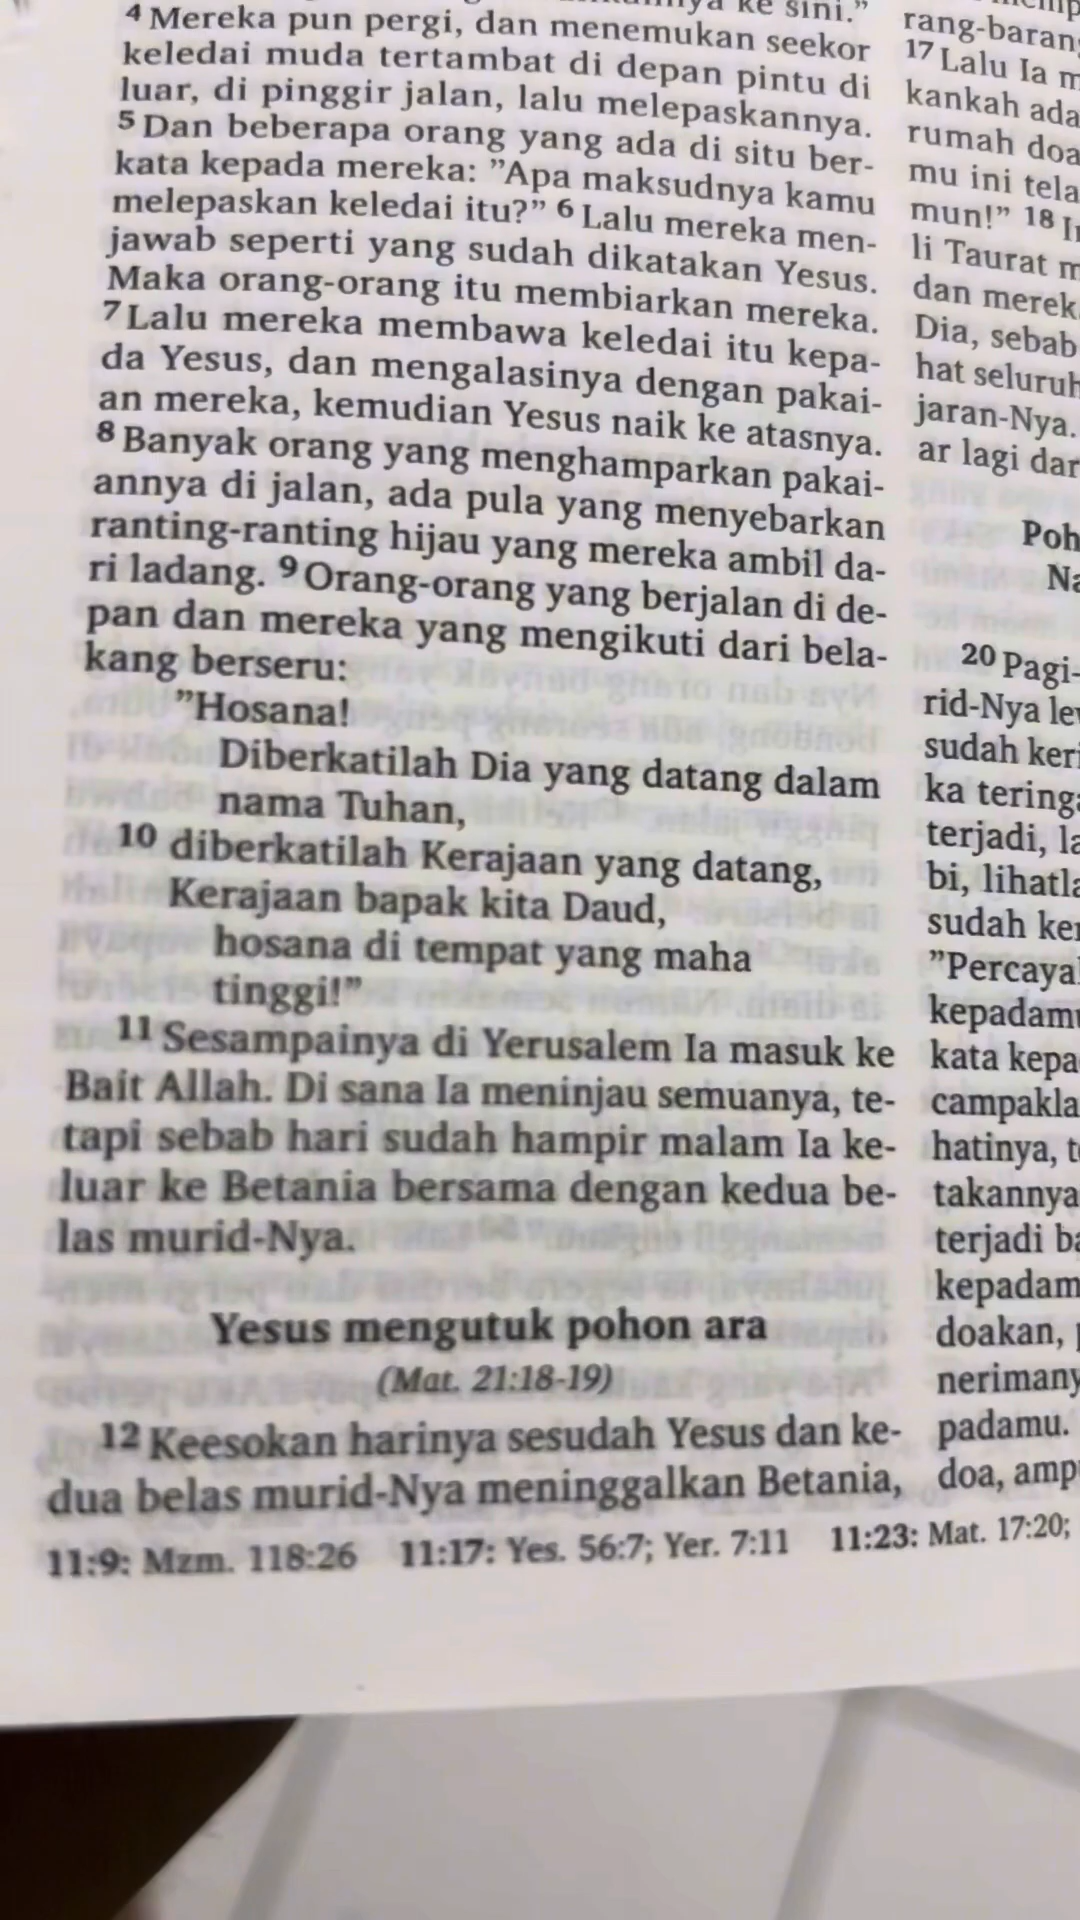 ke sini.”
4 Mereka pun pergi, dan menemukan seekor
keledai muda tertambat di depan pintu di
luar, di pinggir jalan, lalu melepaskannya.
5 Dan beberapa orang yang ada di situ ber-
kata kepada mereka: ”Apa maksudnya kamu
melepaskan keledai itu?” 6 Lalu mereka men-
jawab seperti yang sudah dikatakan Yesus.
Maka orang-orang itu membiarkan mereka.
7 Lalu mereka membawa keledai itu kepa-
da Yesus, dan mengalasinya dengan pakai-
an mereka, kemudian Yesus naik ke atasnya.
8 Banyak orang yang menghamparkan pakai-
annya di jalan, ada pula yang menyebarkan
ranting-ranting hijau yang mereka ambil da-
ri ladang. 9 Orang-orang yang berjalan di de-
pan dan mereka yang mengikuti dari bela-
kang berseru:
”Hosana!
Diberkatilah Dia yang datang dalam
nama Tuhan,
10 diberkatilah Kerajaan yang datang,
Kerajaan bapak kita Daud,
hosana di tempat yang maha
tinggi!”
11 Sesampainya di Yerusalem Ia masuk ke
Bait Allah. Di sana Ia meninjau semuanya, te-
tapi sebab hari sudah hampir malam Ia ke-
luar ke Betania bersama dengan kedua be-
las murid-Nya.
Yesus mengutuk pohon ara
(Mat. 21:18-19)
12 Keesokan harinya sesudah Yesus dan ke-
dua belas murid-Nya meninggalkan Betania,
rang-baran
17 Lalu Ia m
kankah ada
rumah doa
mu ini tela
mun!” 18 I
li Taurat m
dan merek
Dia, sebab
hat seluruh
jaran-Nya.
ar lagi dar
Poh
Na
20 Pagi-
rid-Nya le
sudah keri
ka teringa
terjadi, la
bi, lihatla
sudah ker
”Percayal
kepadamu
kata kepa
campakla
hatinya, t
takannya
terjadi ba
kepadam
doakan,
nerimany
padamu.
doa, amp
11:9: Mzm. 118:26 11:17: Yes. 56:7; Yer. 7:11 11:23: Mat. 17:20;